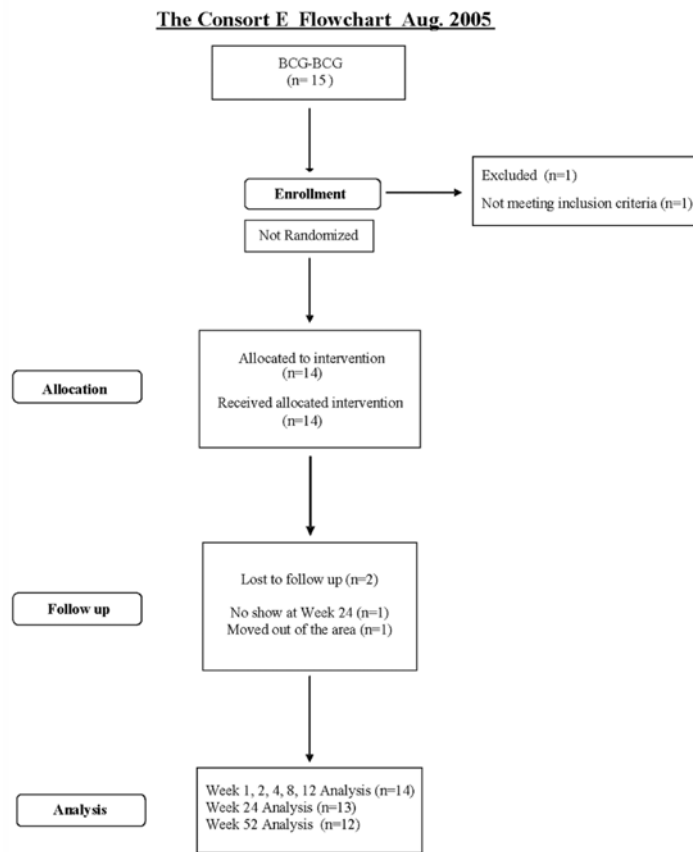 The Consort E Flowchart Aug. 2005
BCG-BCG
(n= 15 )
Enrollment
Excluded (n=1)
Not meeting inclusion criteria (n=1)
Not Randomized
Allocation
Allocated to intervention
(n=14)
Received allocated intervention
(n=14)
Follow up
Lost to follow up (n=2)
No show at Week 24 (n=1)
Moved out of the area (n=1)
Analysis
Week 1, 2, 4, 8, 12 Analysis (n=14)
Week 24 Analysis (n=13)
Week 52 Analysis (n=12)